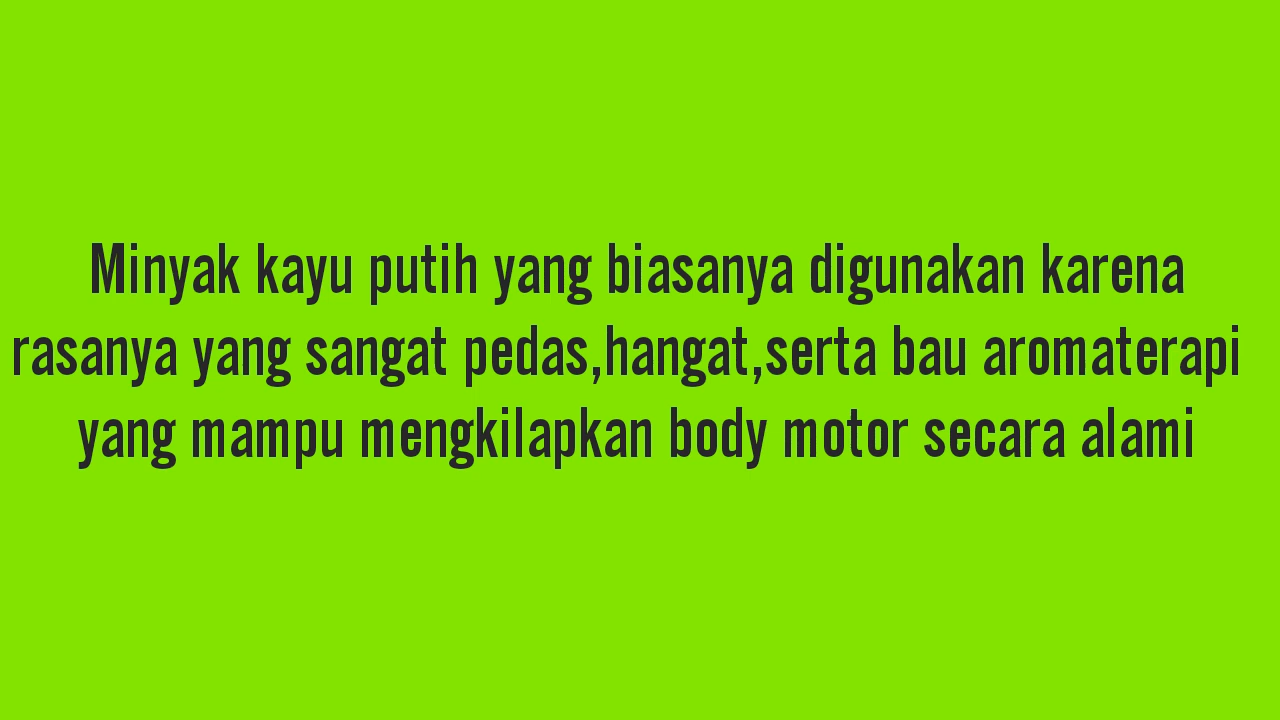 Minyak kayu putih yang biasanya digunakan karena
rasanya yang sangat pedas,hangat,serta bau aromaterapi
yang mampu mengkilapkan body motor secara alami